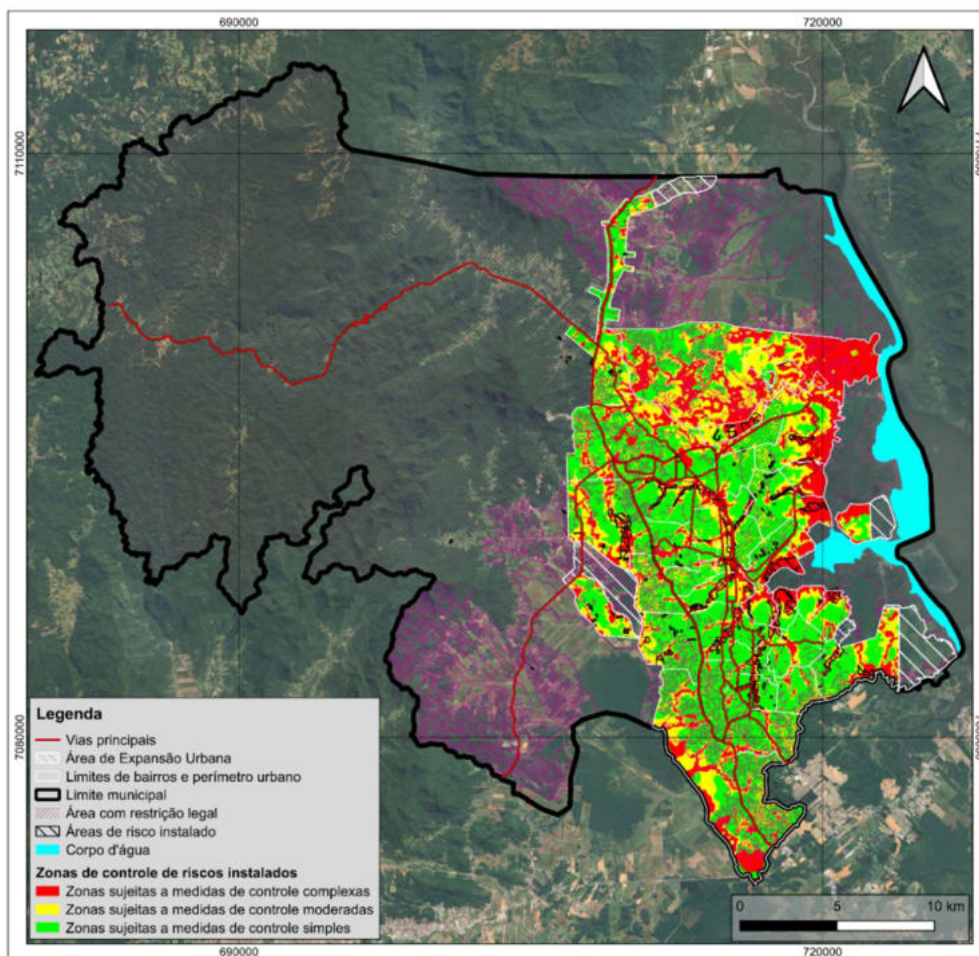 690000
720000
7110000
7110000
7080000
7080000
Legenda
Vias principais
Área de Expansão Urbana
Limites de bairros e perímetro urbano
Limite municipal
Área com restrição legal
Áreas de risco instalado
Corpo d'água
Zonas de controle de riscos instalados
Zonas sujeitas a medidas de controle complexas
Zonas sujeitas a medidas de controle moderadas
Zonas sujeitas a medidas de controle simples
0
5
10 km
690000
720000